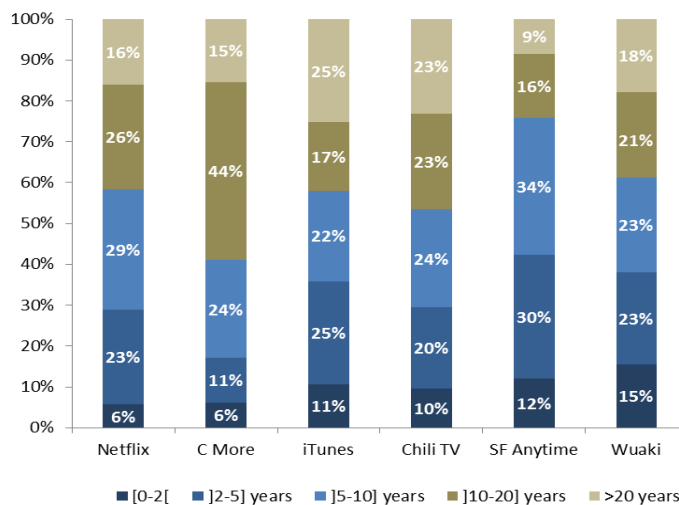 100%
90%
80%
70%
60%
50%
40%
30%
20%
10%
0%
16% 15% 25% 23% 9% 18%
26% 44% 17% 23% 16% 21%
29% 24% 22% 24% 34% 23%
23% 11% 25% 20% 30% 23%
6% 6% 11% 10% 12% 15%
Netflix C More iTunes Chili TV SF Anytime Wuaki
[0-2[ ]2-5] years ]5-10] years ]10-20] years >20 years